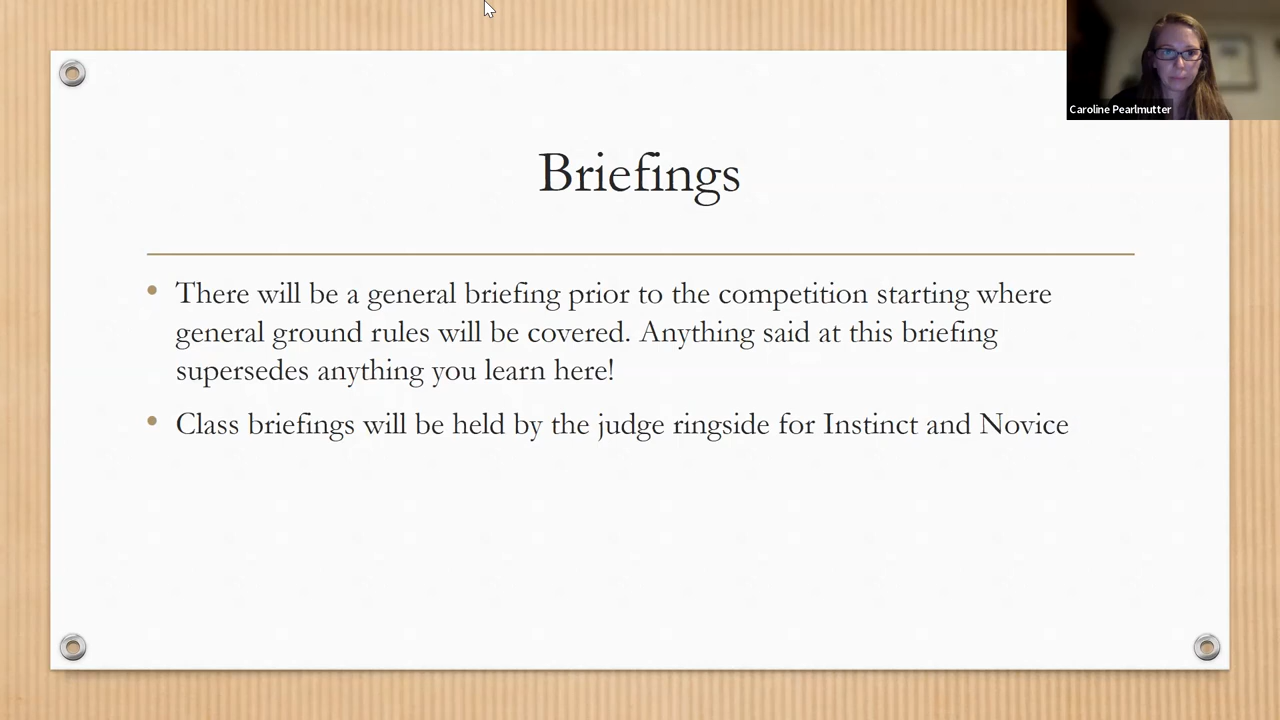 Caroline Pearlmutter
Briefings
• There will be a general briefing prior to the competition starting where
general ground rules will be covered. Anything said at this briefing
supersedes anything you learn here!
• Class briefings will be held by the judge ringside for Instinct and Novice